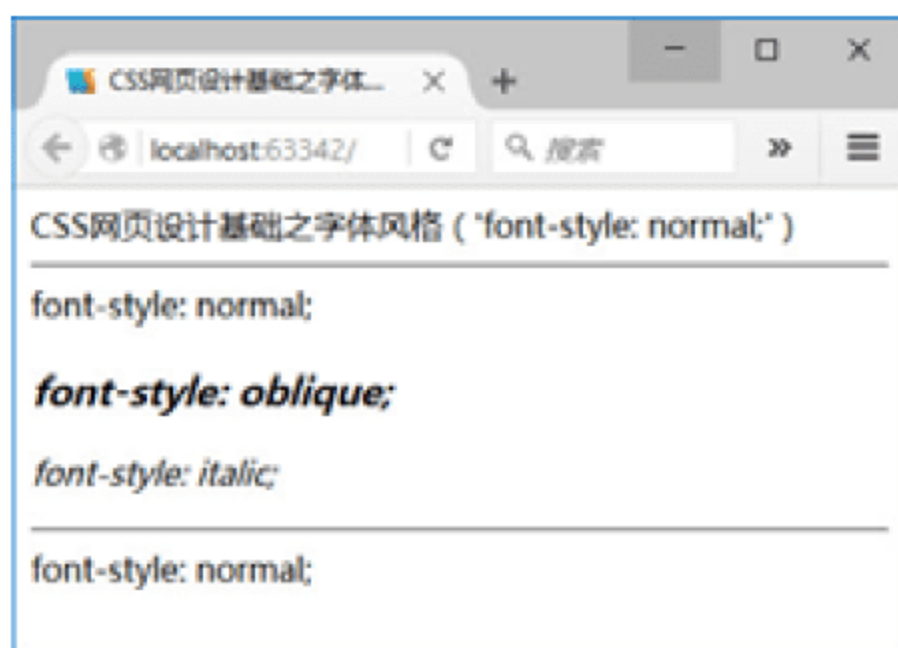 CSS网页设计基础之字体...
localhost:63342/
搜索
CSS网页设计基础之字体风格 ( "font-style: normal;" )
font-style: normal;
font-style: oblique;
font-style: italic;
font-style: normal;